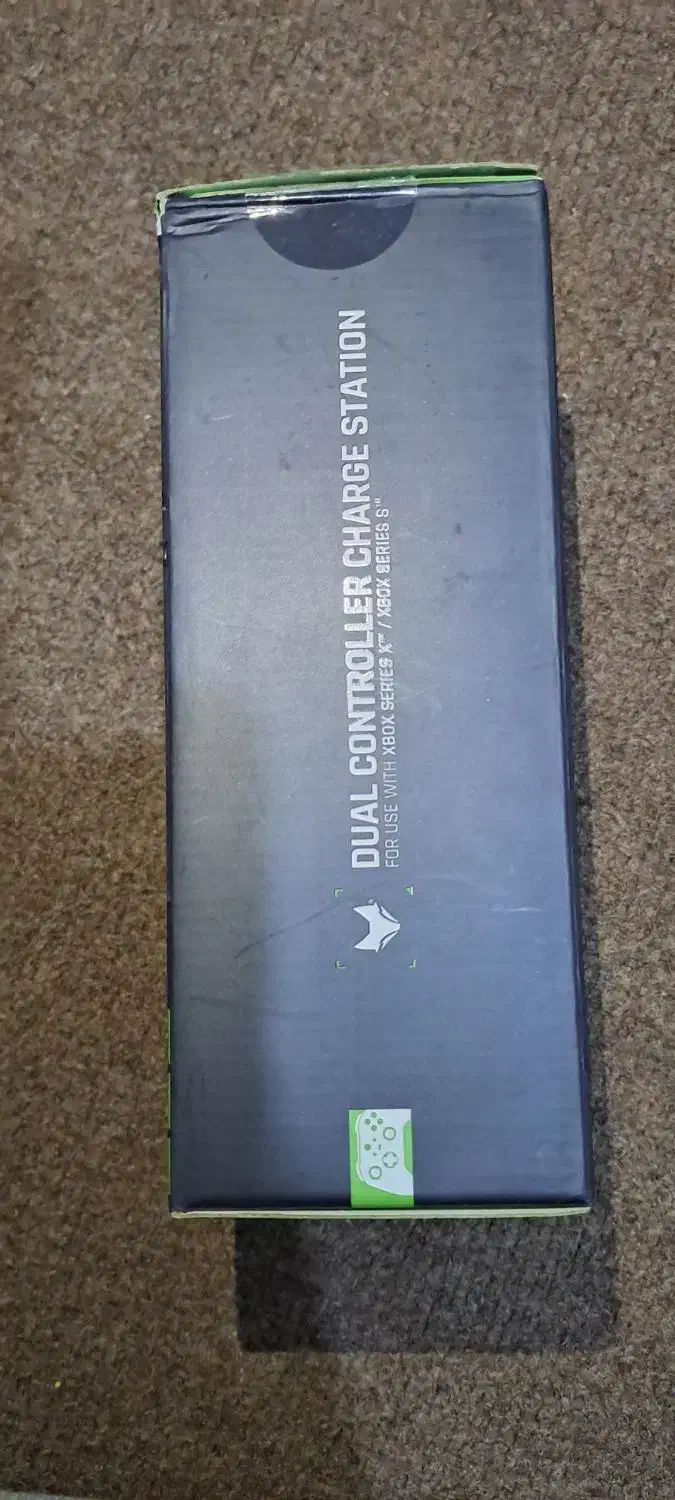 DUAL CONTROLLER CHARGE STATION
FOR USE WITH XBOX SERIES X™ / XBOX SERIES S™